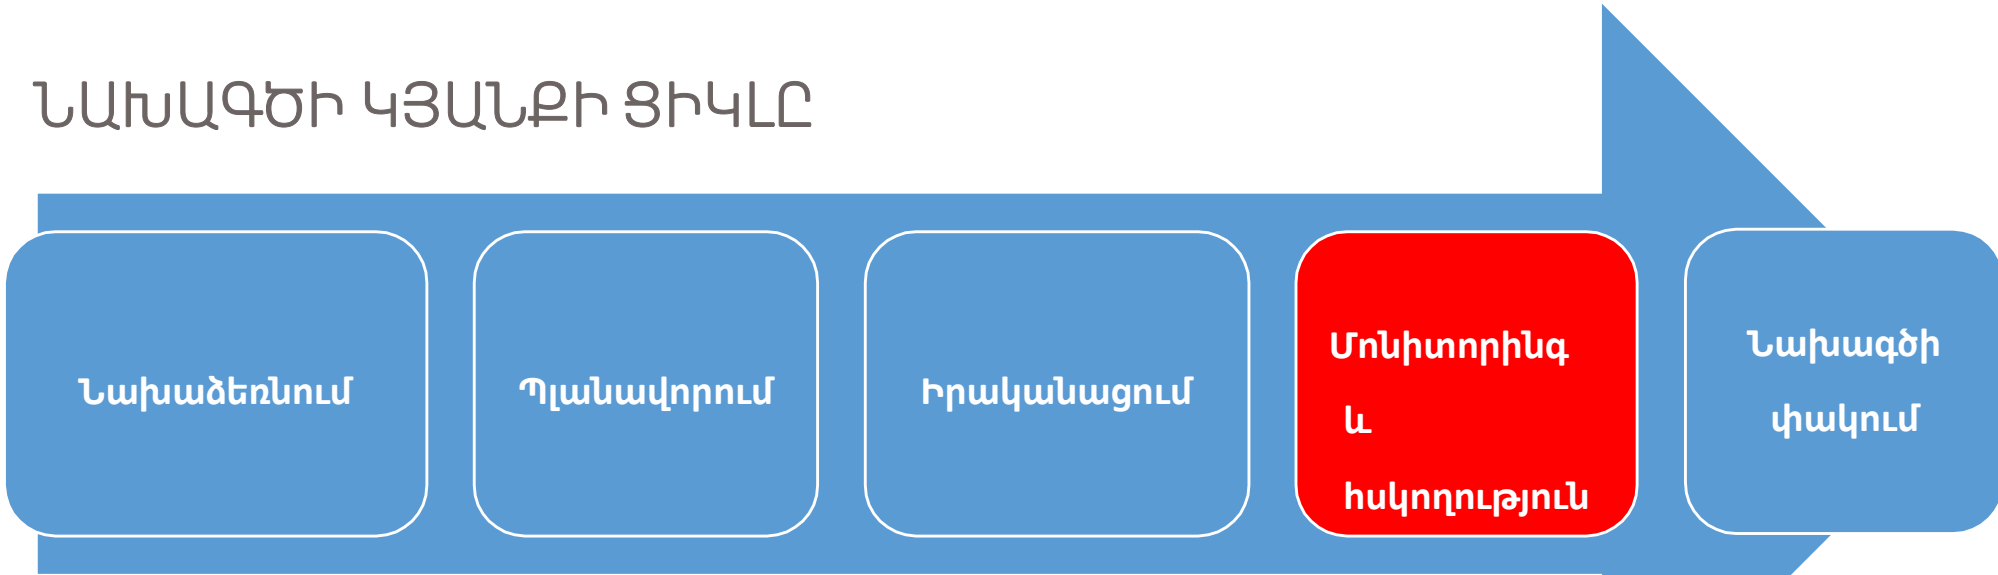 ՆԱԽԱԳԾԻ ԿՅԱՆՔԻ ՑԻԿԼԸ
Նախաձեռնում
Պլանավորում
Իրականացում
Մոնիտորինգ
և
հսկողություն
Նախագծի
փակում